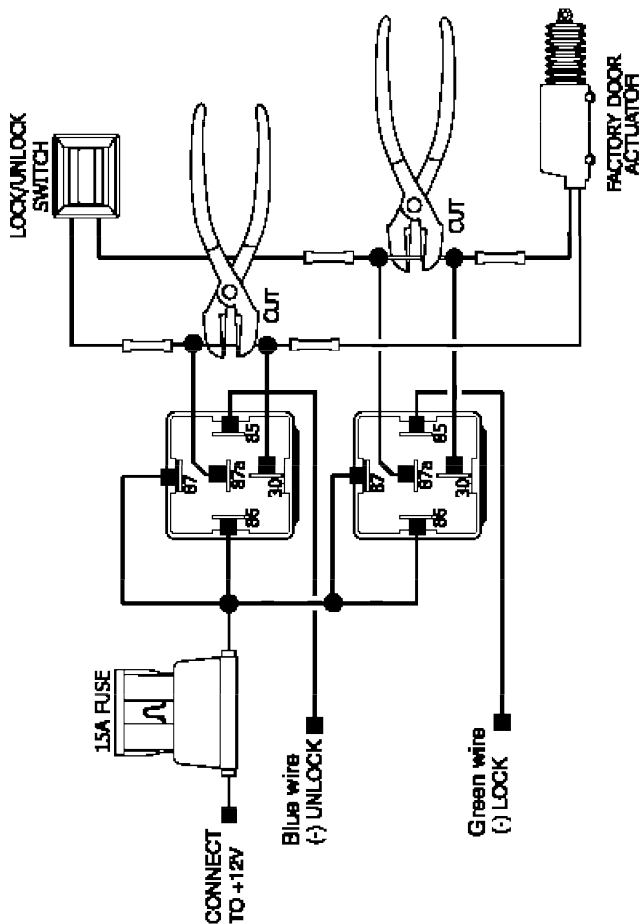 LOCK/UNLOCK
SWITCH
CUT
CUT
FACTORY DOOR
ACTUATOR
85
87
87a
30
86
85
87
87a
30
86
15A FUSE
CONNECT
TO +12V
Blue wire
(-) UNLOCK
Green wire
(-) LOCK